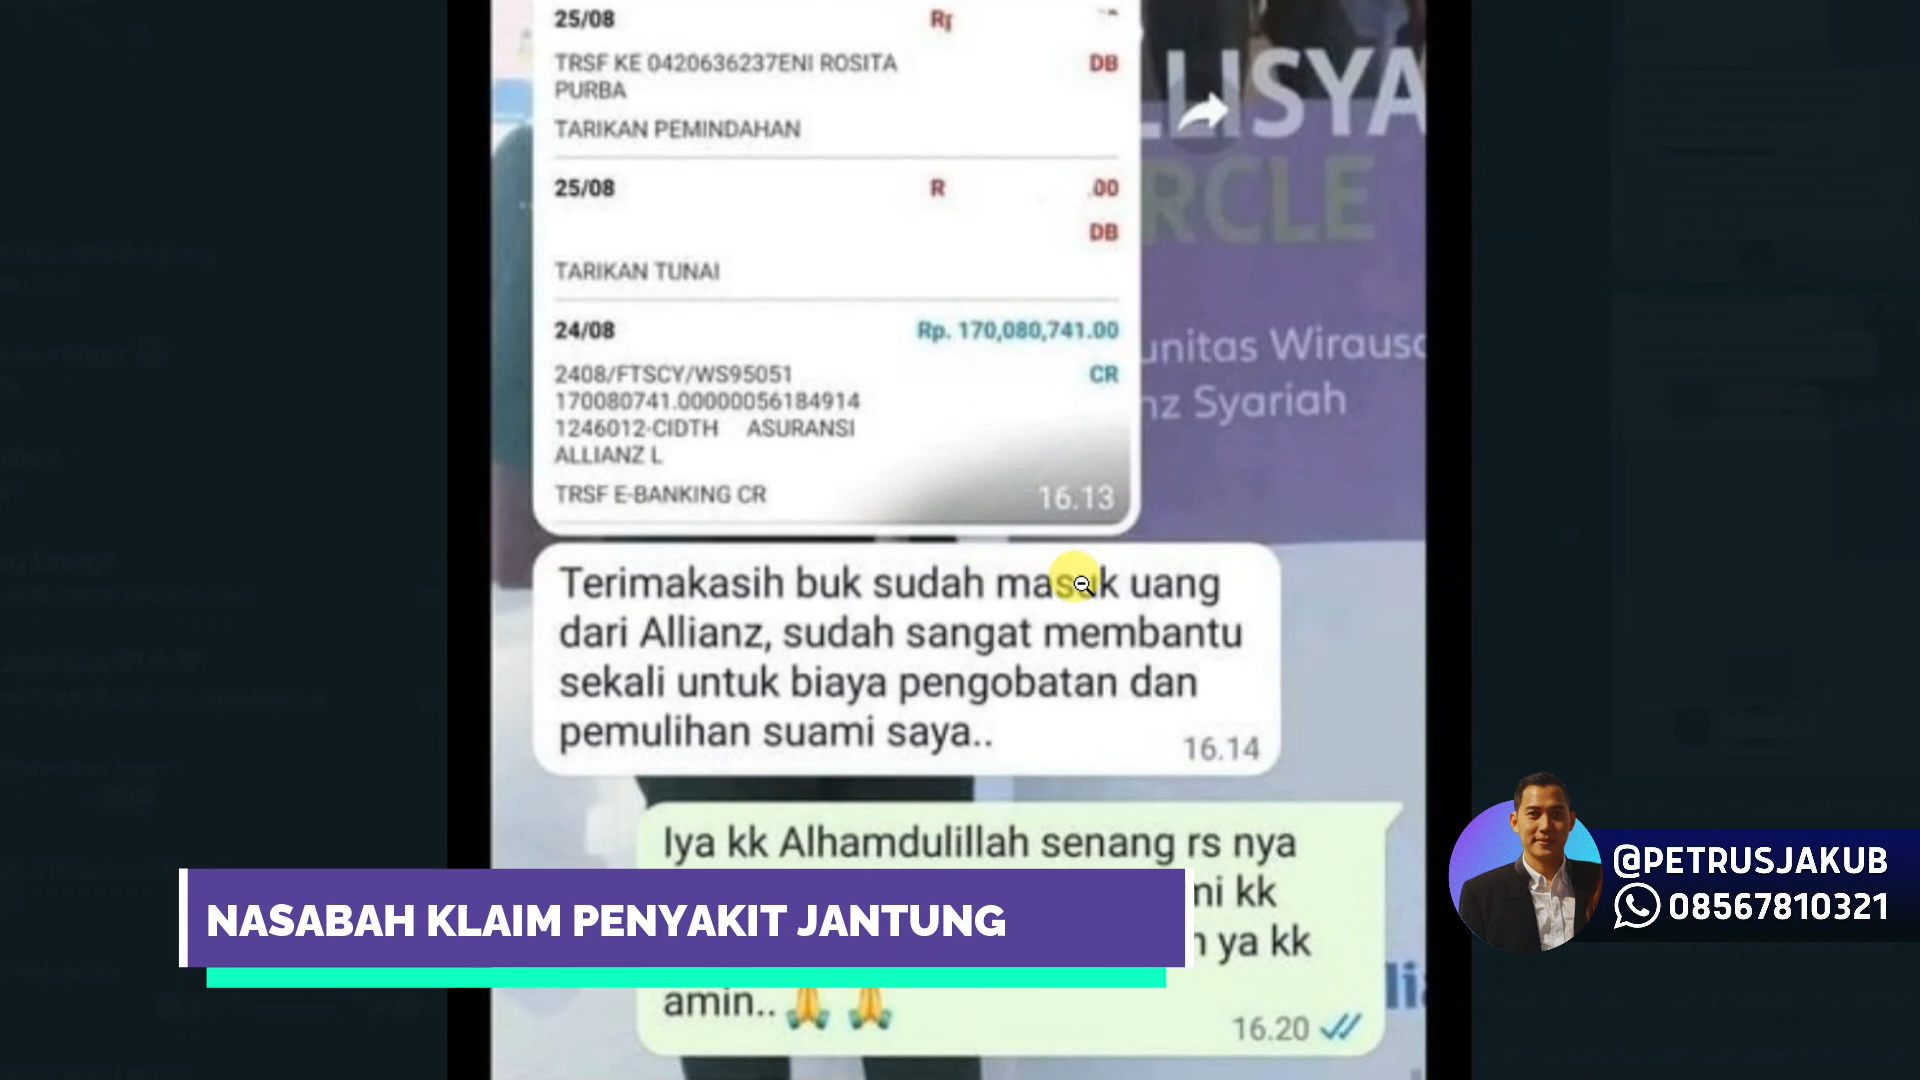 25/08
TRSF KE 0420636237ENI ROSITA DB
PURBA
TARIKAN PEMINDAHAN
25/08 R .00
DB
TARIKAN TUNAI
24/08 Rp. 170,080,741.00
2408/FTSCY/WS95051 CR
170080741.00000056184914
1246012-CIDTH ASURANSI
ALLIANZ L
TRSF E-BANKING CR 16.13
LLISYA
RCLE
unitas Wirausa
nz Syariah
Terimakasih buk sudah masuk uang
dari Allianz, sudah sangat membantu
sekali untuk biaya pengobatan dan
pemulihan suami saya..
16.14
Iya kk Alhamdulillah senang rs nya
mi kk
ya kk
amin..🙏 🙏
16.20
NASABAH KLAIM PENYAKIT JANTUNG
@PETRUSJAKUB
08567810321